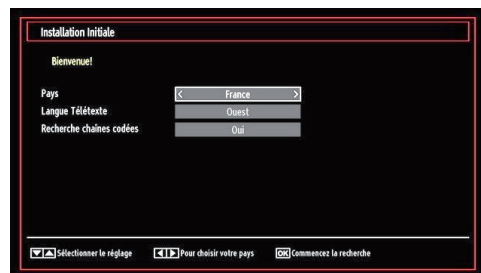 Installation Initiale
Bienvenue!
Pays < France >
Langue Télétexte Ouest
Recherche chaines codées Oui
Sélectionner le réglage Pour choisir votre pays OK Commencez la recherche